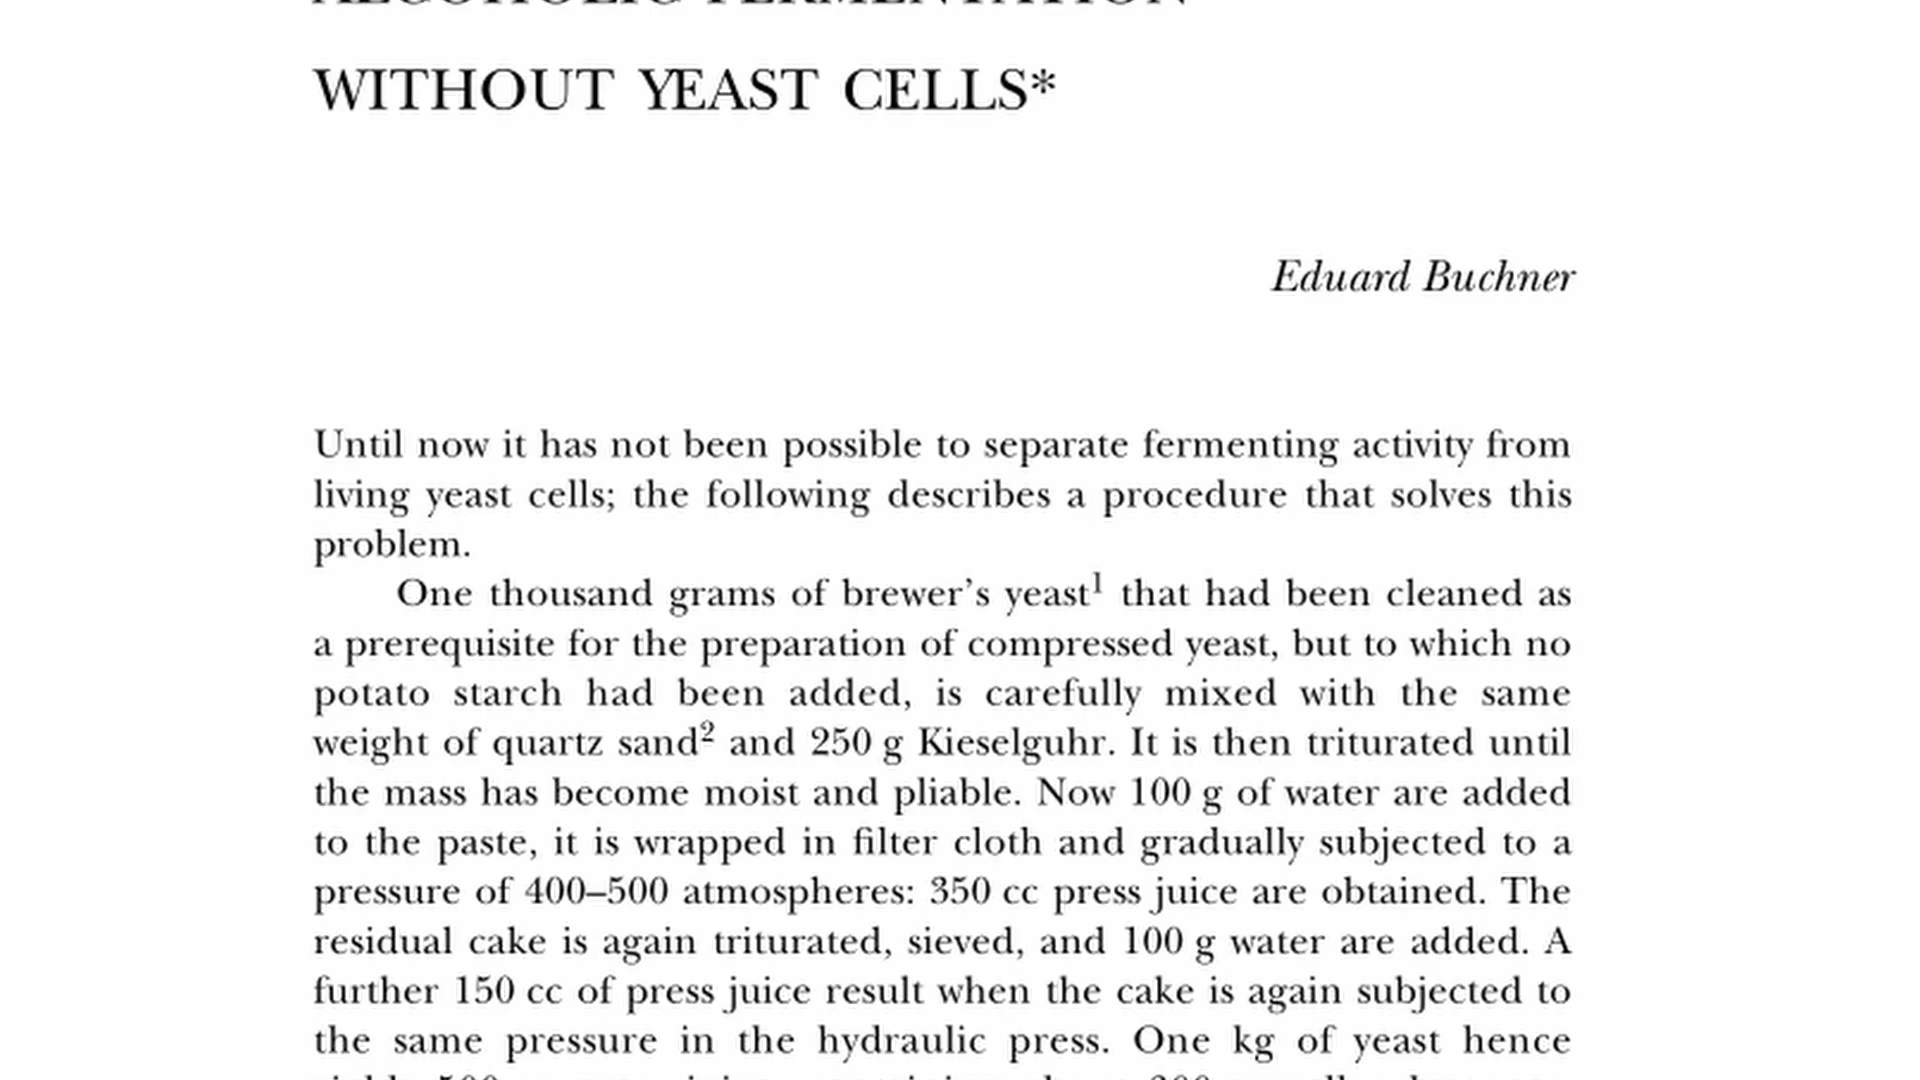 ALCOHOLIC FERMENTATION
WITHOUT YEAST CELLS*
Eduard Buchner
Until now it has not been possible to separate fermenting activity from
living yeast cells; the following describes a procedure that solves this
problem.
One thousand grams of brewer’s yeast¹ that had been cleaned as
a prerequisite for the preparation of compressed yeast, but to which no
potato starch had been added, is carefully mixed with the same
weight of quartz sand² and 250 g Kieselguhr. It is then triturated until
the mass has become moist and pliable. Now 100 g of water are added
to the paste, it is wrapped in filter cloth and gradually subjected to a
pressure of 400–500 atmospheres: 350 cc press juice are obtained. The
residual cake is again triturated, sieved, and 100 g water are added. A
further 150 cc of press juice result when the cake is again subjected to
the same pressure in the hydraulic press. One kg of yeast hence